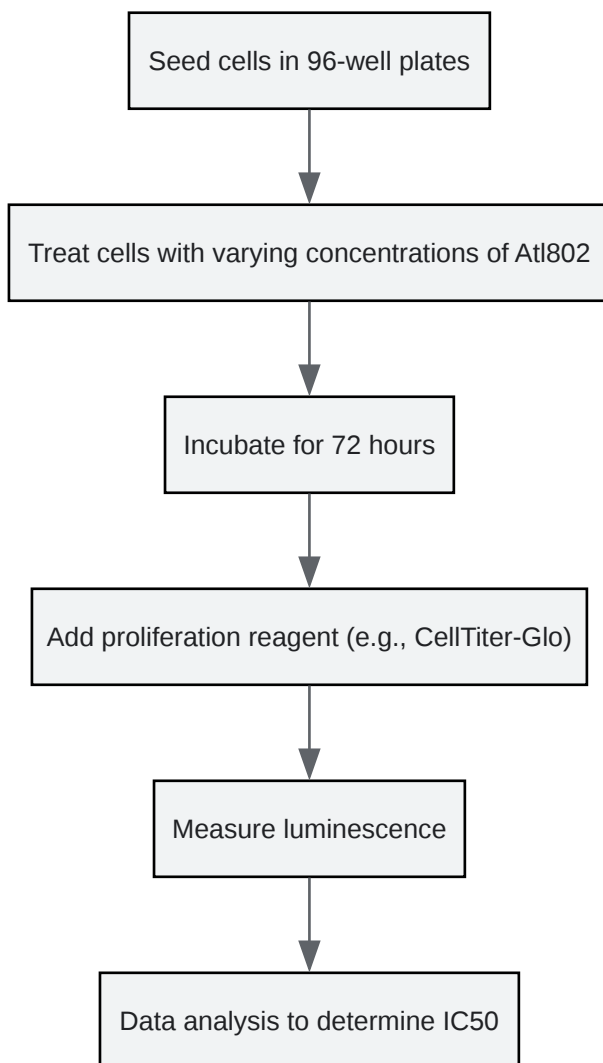 Seed cells in 96-well plates
Treat cells with varying concentrations of Atl802
Incubate for 72 hours
Add proliferation reagent (e.g., CellTiter-Glo)
Measure luminescence
Data analysis to determine IC50